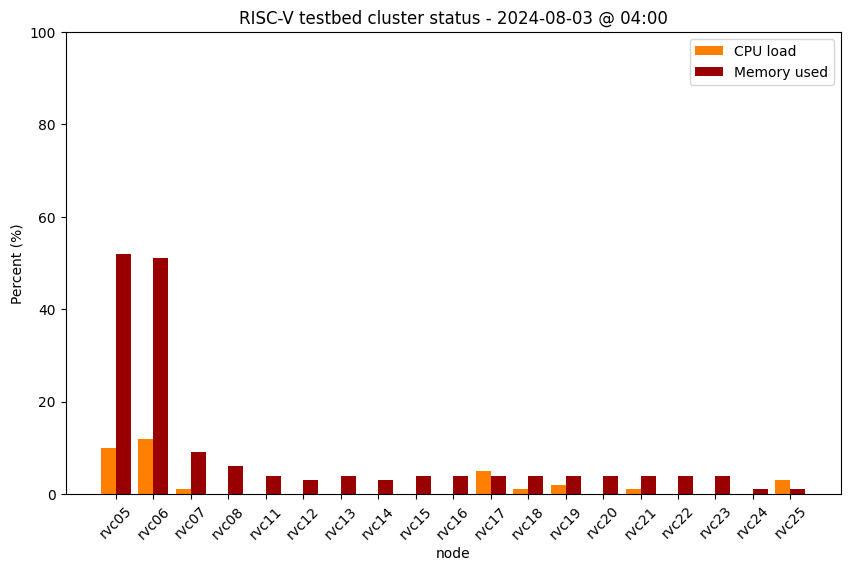 RISC-V testbed cluster status - 2024-08-03 @ 04:00
CPU load
Memory used
Percent (%)
100
80
60
40
20
0
rvc05
rvc06
rvc07
rvc08
rvc11
rvc12
rvc13
rvc14
rvc15
rvc16
rvc17
rvc18
rvc19
rvc20
rvc21
rvc22
rvc23
rvc24
rvc25
node